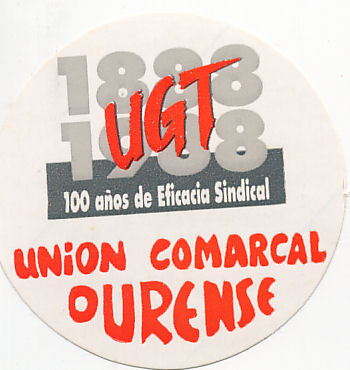 1888
UGT
1988
100 años de Eficacia Sindical
UNiON COMARCAL
OURENSE